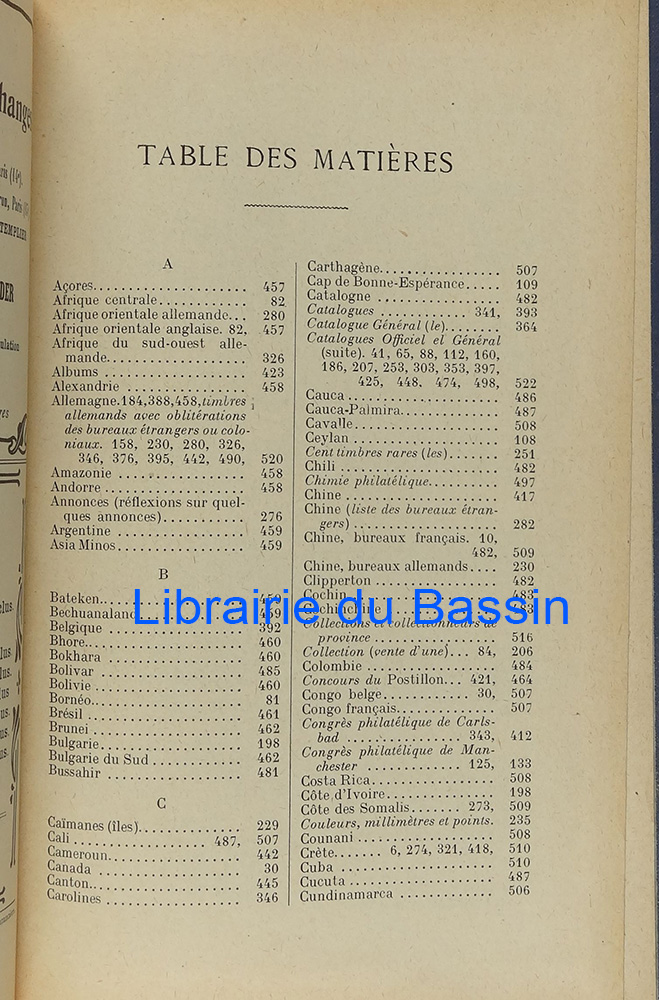 TABLE DES MATIÈRES
A
Açores..................... 457
Afrique centrale............ 82
Afrique orientale allemande... 280
Afrique orientale anglaise. 82, 457
Afrique du sud-ouest alle-
mande.................... 326
Albums .................... 423
Alexandrie ................. 458
Allemagne.184,388,458,timbres
allemands avec oblitérations
des bureaux étrangers ou colo-
niaux. 158, 230, 280, 326,
346, 376, 395, 442, 490, 520
Amazonie ................. 458
Andorre ................... 458
Annonces (réflexions sur quel-
ques annonces)............ 276
Argentine ................. 459
Asia Minos................. 459
B
Bateken.................... 459
Bechuanaland 459
Belgique 392
Bhore...................... 460
Bokhara .................. 460
Bolivar ................... 485
Bolivie .................... 460
Bornéo..................... 81
Brésil ..................... 461
Brunei .................... 462
Bulgarie................... 198
Bulgarie du Sud ............ 462
Bussahir .................. 481
C
Caïmanes (îles).............. 229
Cali .................. 487, 507
Cameroun.................. 442
Canada ................... 30
Canton.................... 445
Carolines ................. 346
Carthagène................. 507
Cap de Bonne-Espérance..... 109
Catalogne ................. 482
Catalogues ............ 341, 393
Catalogue Général (le)........ 364
Catalogues Officiel et Général
(suite). 41, 65, 88, 112, 160,
186, 207, 253, 303, 353, 397,
425, 448, 474, 498, 522
Cauca ..................... 486
Cauca-Palmira.............. 487
Cavalle.................... 508
Ceylan .................... 108
Cent timbres rares (les)....... 251
Chili ...................... 482
Chimie philatélique.......... 497
Chine ..................... 417
Chine (liste des bureaux étran-
gers) .................... 282
Chine, bureaux français. 10,
482, 509
Chine, bureaux allemands.... 230
Clipperton ................. 482
Cochin 483
Cochinchine 483
Collections et collectionneurs de
province .................. 516
Collection (vente d'une)... 84, 206
Colombie .................. 484
Concours du Postillon... 421, 464
Congo belge............ 30, 507
Congo français.............. 507
Congrès philatélique de Carls-
bad .................. 343, 412
Congrès philatélique de Man-
chester ............. 125, 133
Costa Rica................. 508
Côte d'Ivoire............... 198
Côte des Somalis....... 273, 509
Couleurs, millimètres et points. 235
Counani ................... 508
Crète....... 6, 274, 321, 418, 510
Cuba ..................... 510
Cucuta .................... 487
Cundinamarca ............. 506
Librairie du Bassin